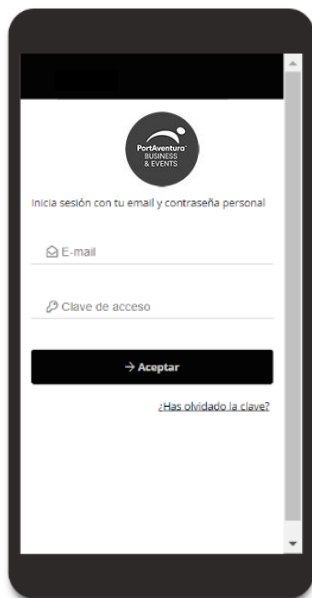 PortAventura
BUSINESS
& EVENTS
Inicia sesión con tu email y contraseña personal
E-mail
Clave de acceso
Aceptar
¿Has olvidado la clave?